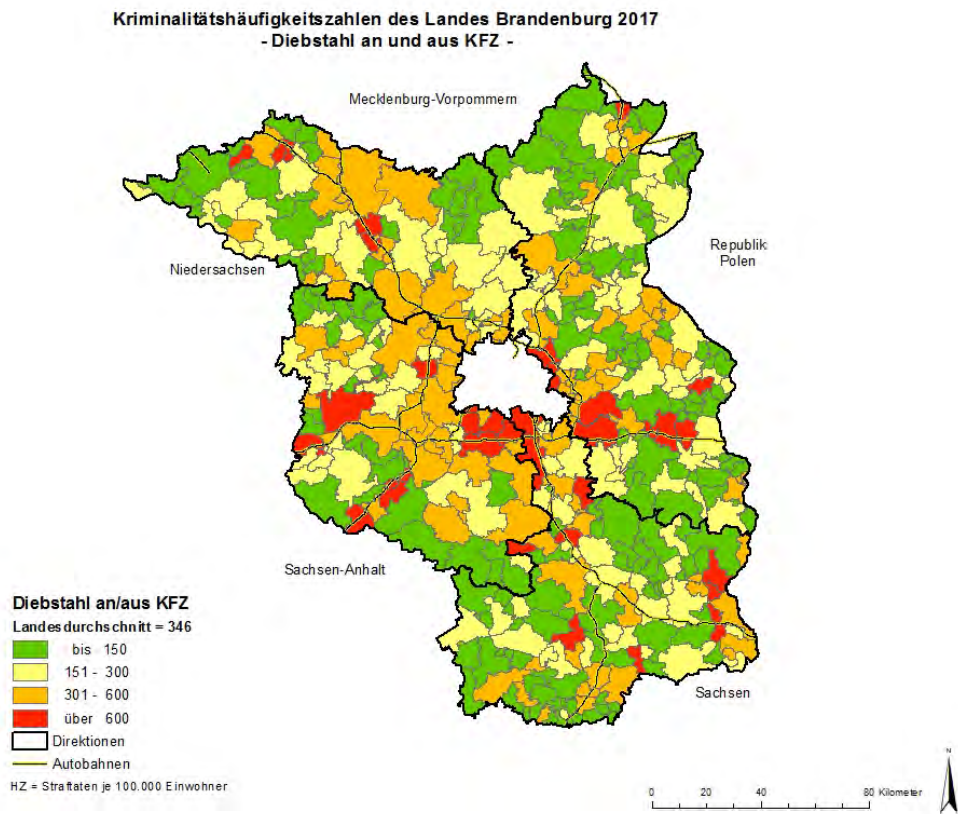 Kriminalitätshäufigkeitszahlen des Landes Brandenburg 2017
- Diebstahl an und aus KFZ -
Mecklenburg-Vorpommern
Republik
Polen
Niedersachsen
Sachsen-Anhalt
Sachsen
Diebstahl an/aus KFZ
Landesdurchschnitt = 346
bis 150
151 - 300
301 - 600
über 600
Direktionen
Autobahnen
HZ = Straftaten je 100.000 Einwohner
N
0 20 40 80 Kilometer